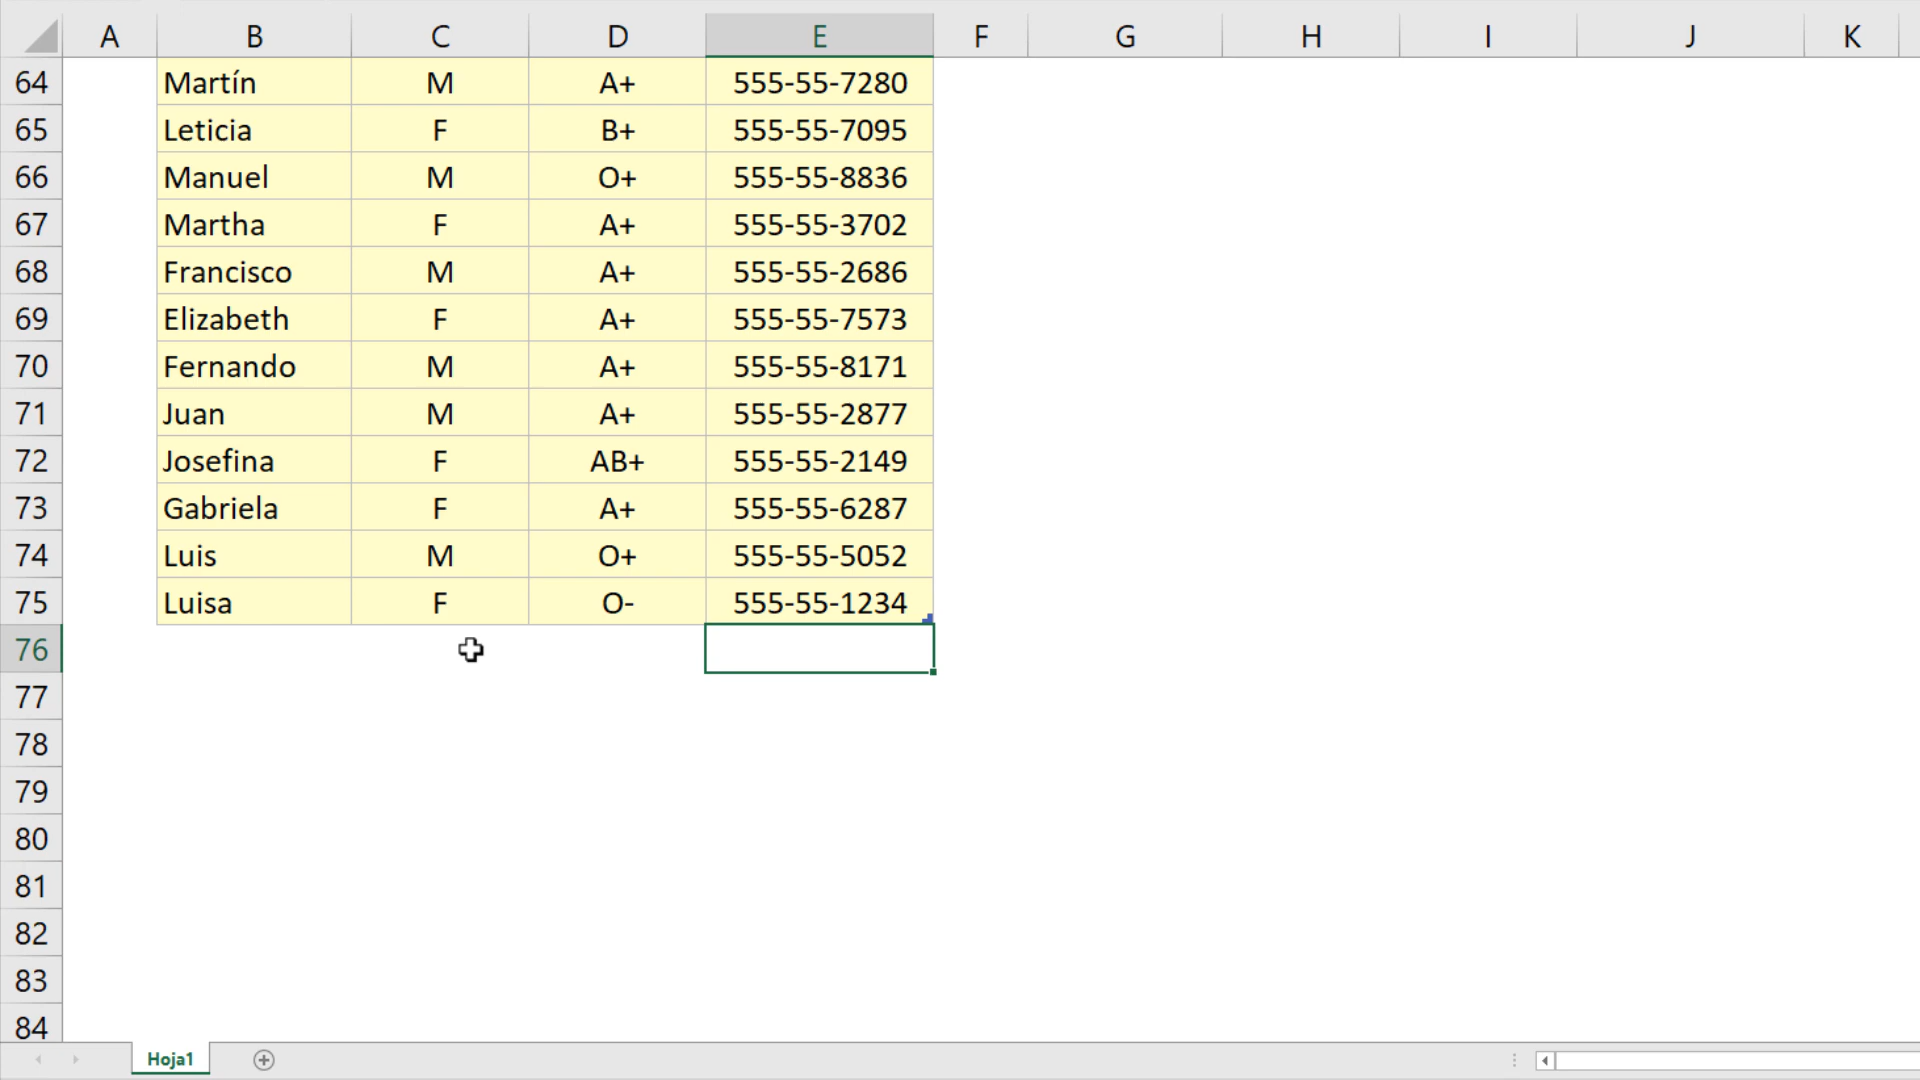 A B C D E F G H I J K
64 Martín M A+ 555-55-7280
65 Leticia F B+ 555-55-7095
66 Manuel M O+ 555-55-8836
67 Martha F A+ 555-55-3702
68 Francisco M A+ 555-55-2686
69 Elizabeth F A+ 555-55-7573
70 Fernando M A+ 555-55-8171
71 Juan M A+ 555-55-2877
72 Josefina F AB+ 555-55-2149
73 Gabriela F A+ 555-55-6287
74 Luis M O+ 555-55-5052
75 Luisa F O- 555-55-1234
76
77
78
79
80
81
82
83
84
Hoja1